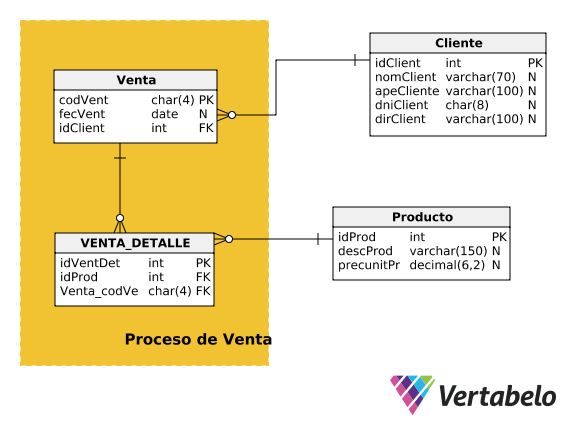 Venta
codVent char(4) PK
fecVent date N
idClient int FK
Cliente
idClient int PK
nomClient varchar(70) N
apeCliente varchar(100) N
dniClient char(8) N
dirClient varchar(100) N
VENTA_DETALLE
idVentDet int PK
idProd int FK
Venta_codVe char(4) FK
Producto
idProd int PK
descProd varchar(150) N
precunitPr decimal(6,2) N
Proceso de Venta
Vertabelo